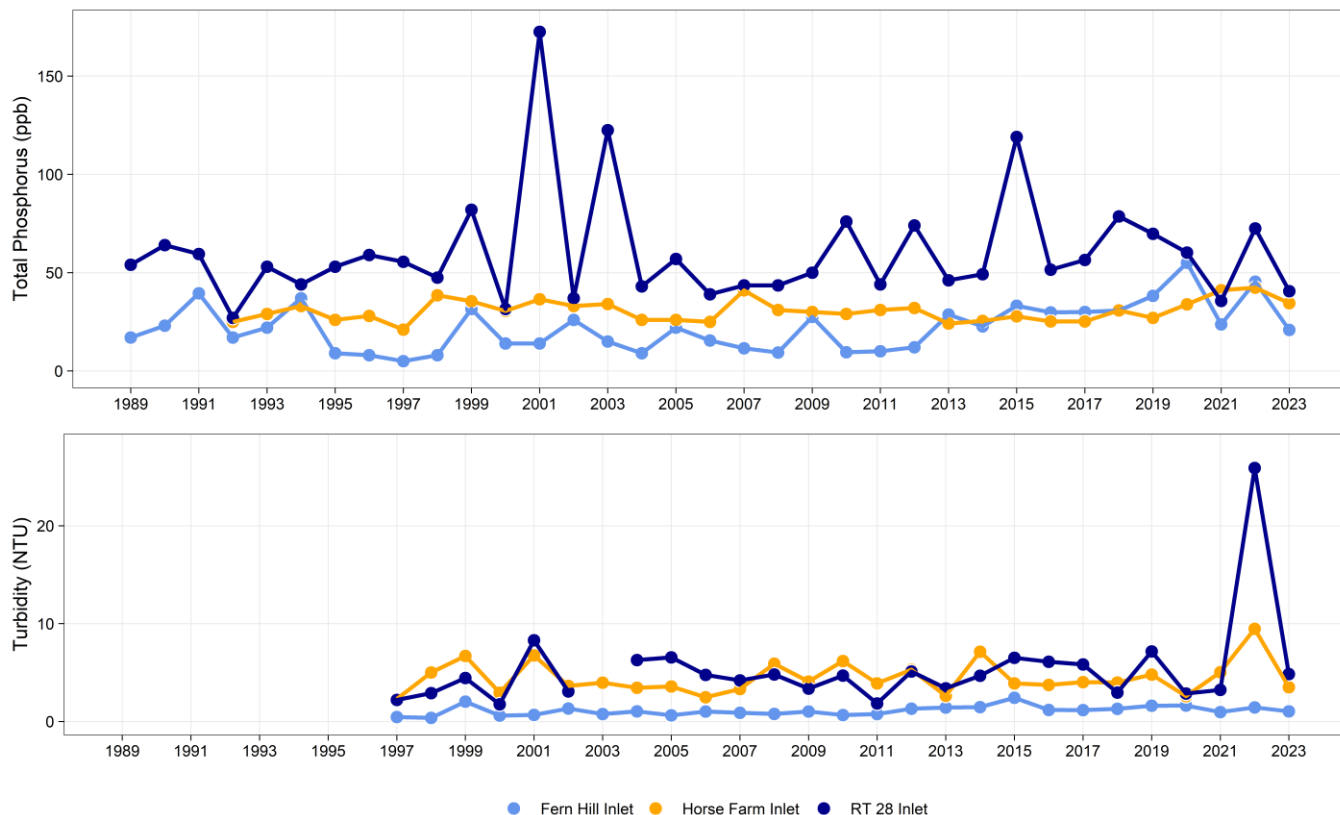 Total Phosphorus (ppb)
150
100
50
0
1989 1991 1993 1995 1997 1999 2001 2003 2005 2007 2009 2011 2013 2015 2017 2019 2021 2023
Turbidity (NTU)
20
10
0
1989 1991 1993 1995 1997 1999 2001 2003 2005 2007 2009 2011 2013 2015 2017 2019 2021 2023
Fern Hill Inlet Horse Farm Inlet RT 28 Inlet